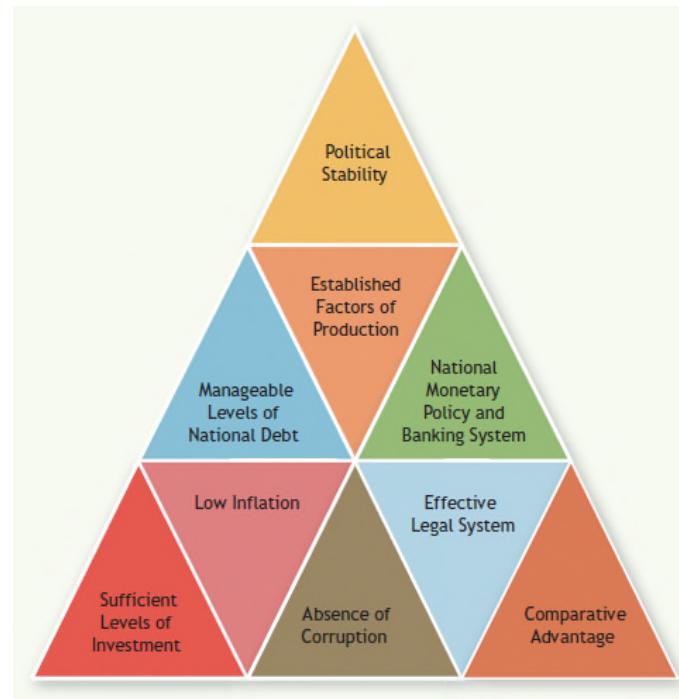 Political
Stability
Established
Factors of
Production
Manageable
Levels of
National Debt
National
Monetary
Policy and
Banking System
Low Inflation
Effective
Legal System
Sufficient
Levels of
Investment
Absence of
Corruption
Comparative
Advantage